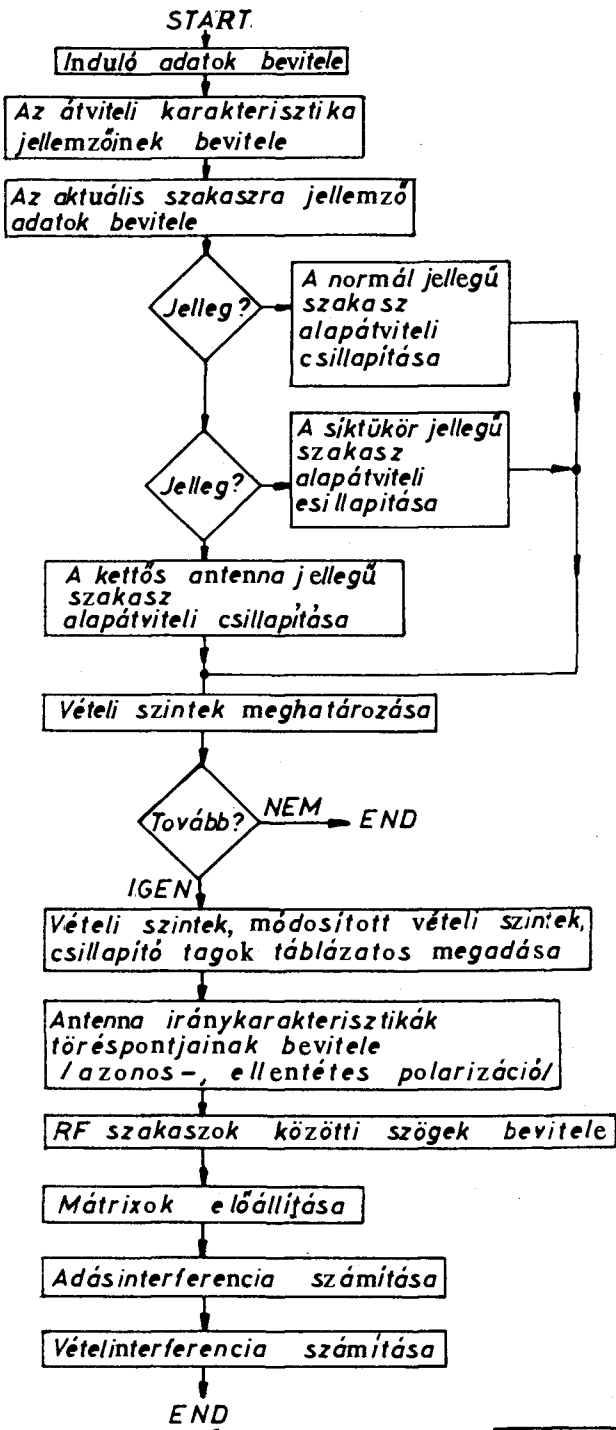 START
Induló adatok bevitele
Az átviteli karakterisztika
jellemzőinek bevitele
Az aktuális szakaszra jellemző
adatok bevitele
Jelleg?
A normál jellegű
szakasz
alapátviteli
csillapítása
Jelleg?
A síktükör jellegű
szakasz
alapátviteli
esillapitása
A kettős antenna jellegű
szakasz
alapátviteli csillapítása
Vételi szintek meghatározása
Tovább?
NEM
END
IGEN
Vételi szintek, módosított vételi szintek,
csillapító tagok táblázatos megadása
Antenna iránykarakterisztikák
töréspontjainak bevitele
/azonos-, ellentétes polarizáció/
RF szakaszok közötti szögek bevitele
Mátrixok előállítása
Adásinterferencia számítása
Vételinterferencia számítása
END